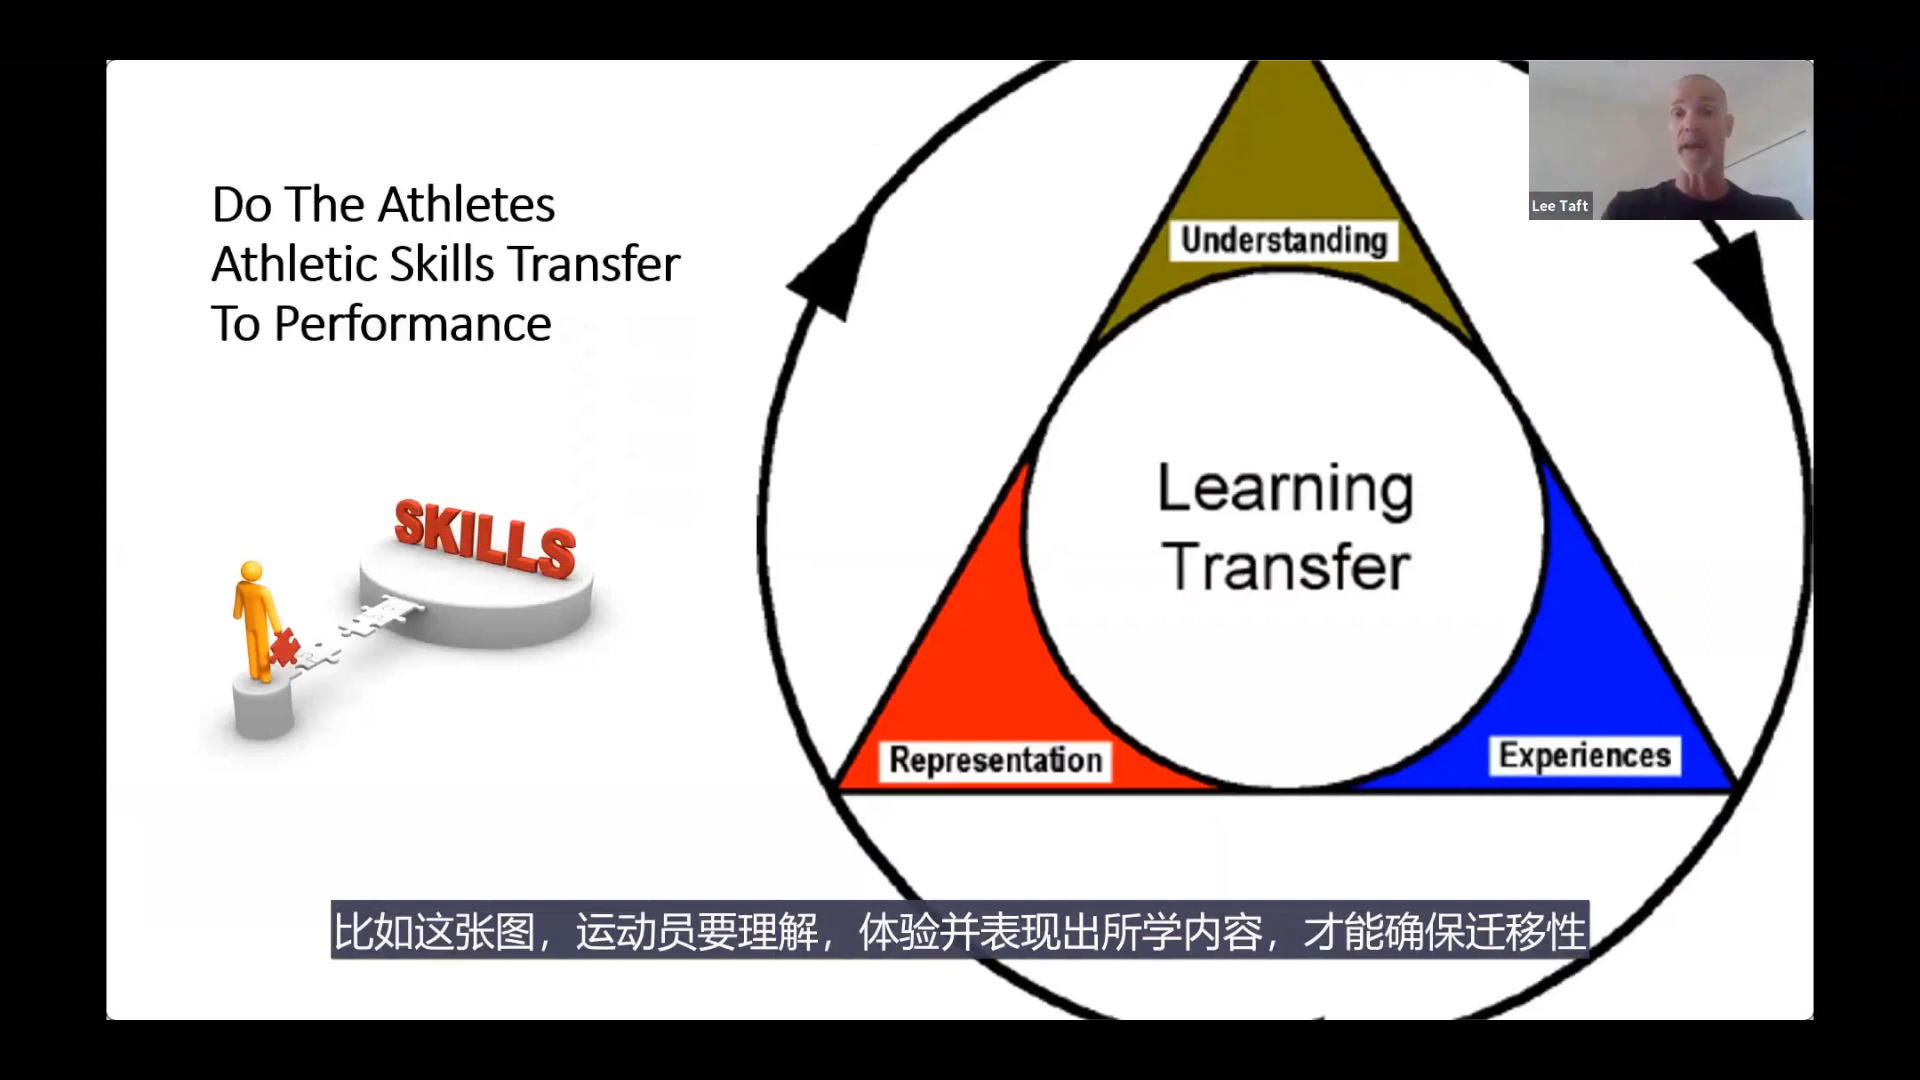 Do The Athletes
Athletic Skills Transfer
To Performance
SKILLS
Understanding
Learning
Transfer
Representation
Experiences
Lee Taft
比如这张图，运动员要理解，体验并表现出所学内容，才能确保迁移性